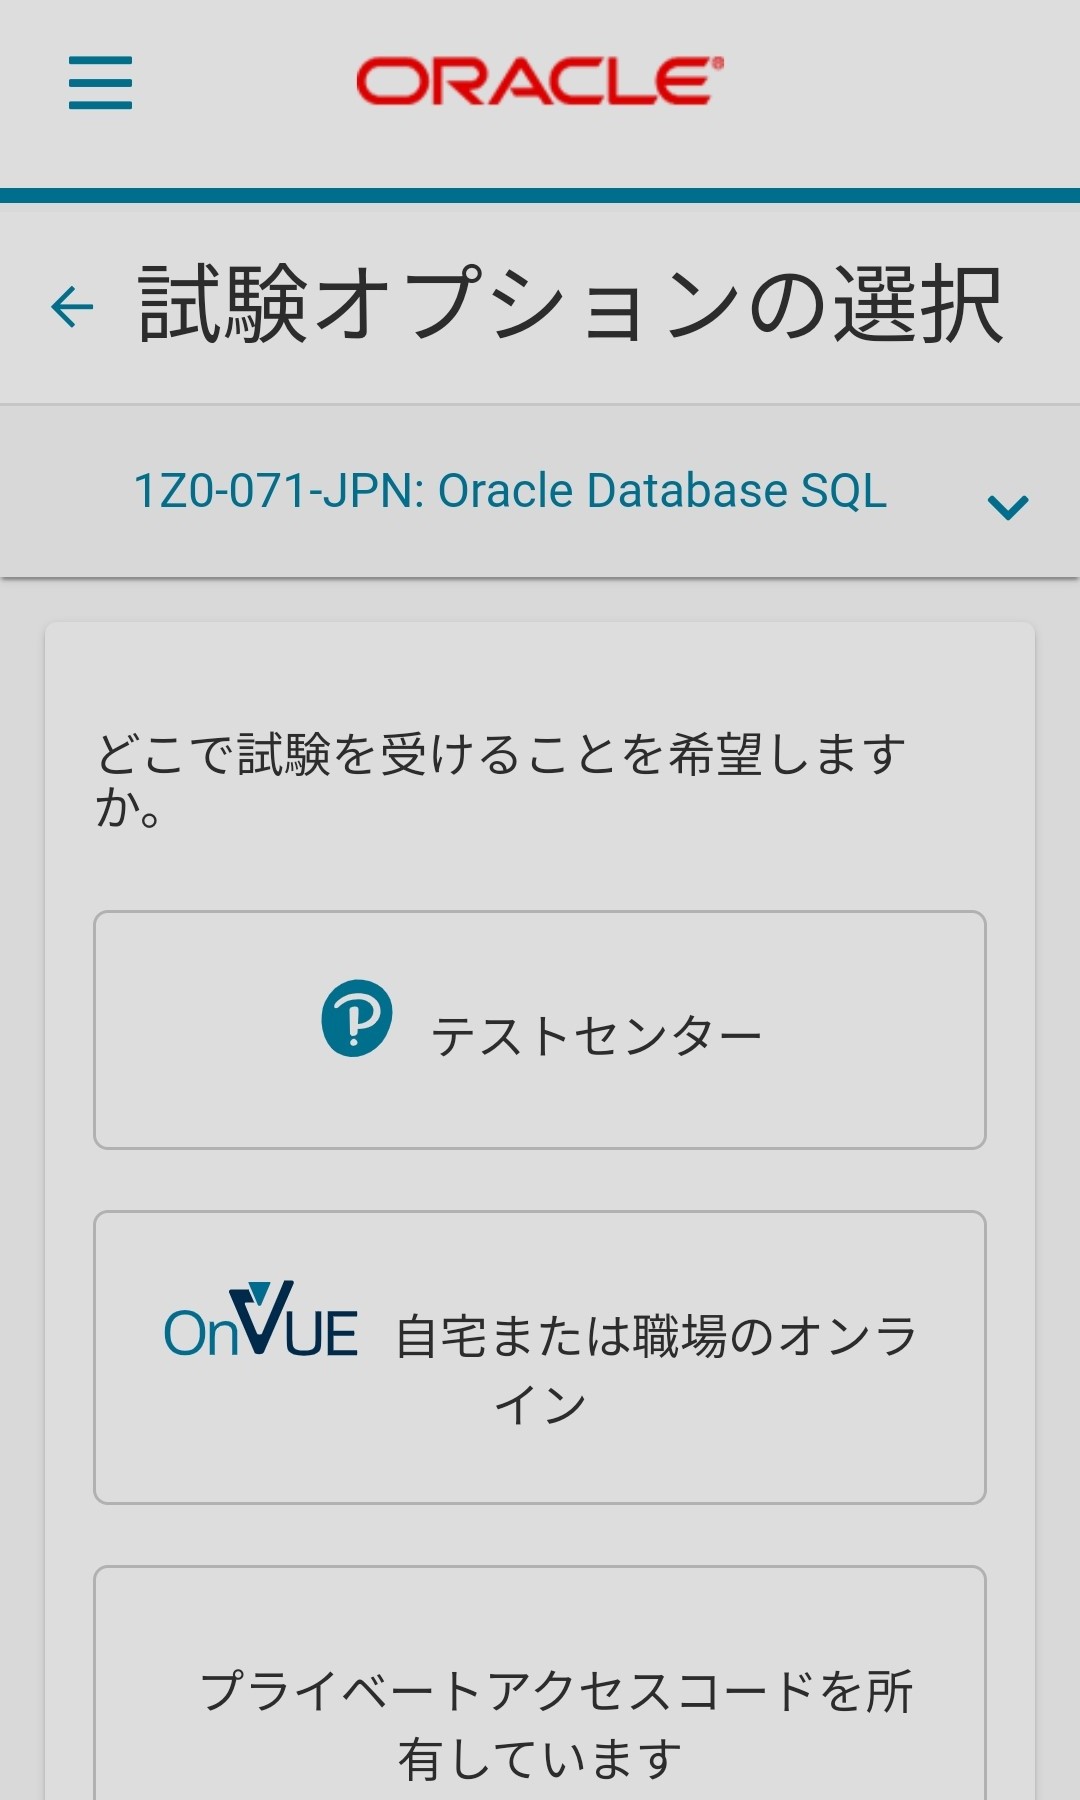 ORACLE®
試験オプションの選択
1Z0-071-JPN: Oracle Database SQL
どこで試験を受けることを希望します
か。
テストセンター
OnVUE 自宅または職場のオンラ
イン
プライベートアクセスコードを所
有しています